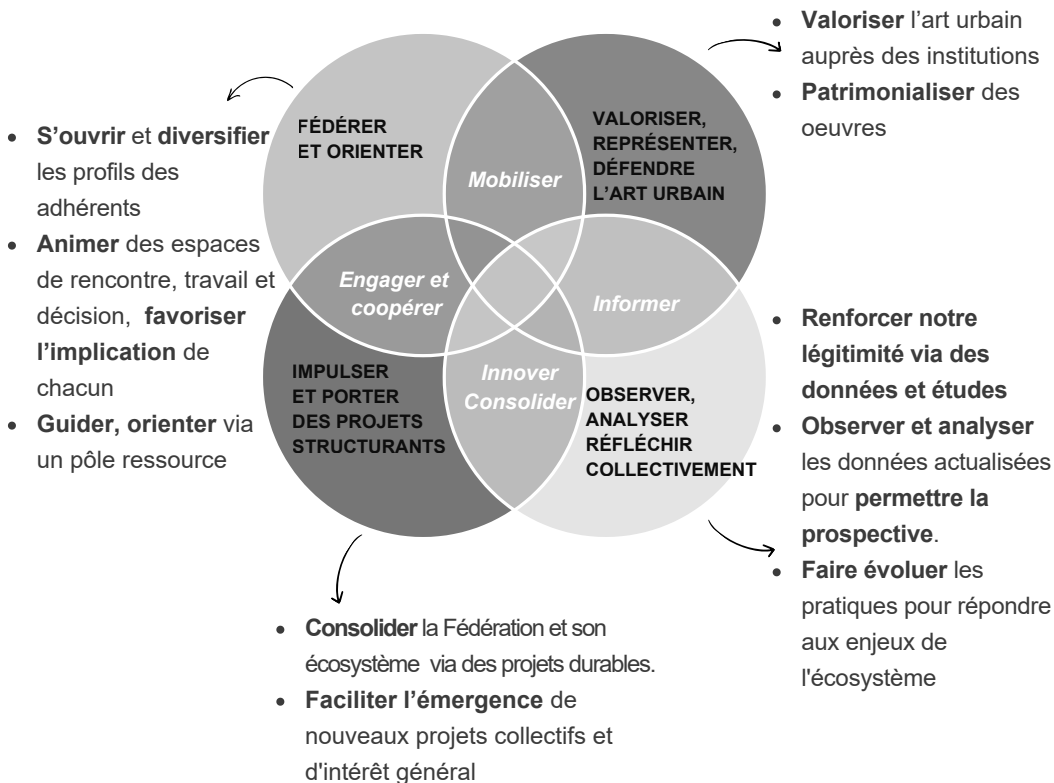 FÉDÉRER
ET ORIENTER
VALORISER,
REPRÉSENTER,
DÉFENDRE
L’ART URBAIN
Mobiliser
Engager et
coopérer
Informer
IMPULSER
ET PORTER
DES PROJETS
STRUCTURANTS
Innover
Consolider
OBSERVER,
ANALYSER
RÉFLÉCHIR
COLLECTIVEMENT
• S’ouvrir et diversifier
les profils des
adhérents
• Animer des espaces
de rencontre, travail et
décision, favoriser
l’implication de
chacun
• Guider, orienter via
un pôle ressource
• Valoriser l’art urbain
auprès des institutions
• Patrimonialiser des
oeuvres
• Renforcer notre
légitimité via des
données et études
• Observer et analyser
les données actualisées
pour permettre la
prospective.
• Faire évoluer les
pratiques pour répondre
aux enjeux de
l'écosystème
• Consolider la Fédération et son
écosystème via des projets durables.
• Faciliter l’émergence de
nouveaux projets collectifs et
d'intérêt général